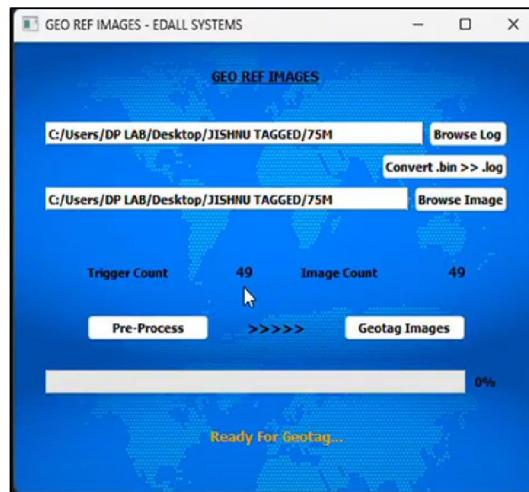 GEO REF IMAGES - EDALL SYSTEMS
GEO REF IMAGES
C:/Users/DP LAB/Desktop/JISHNU TAGGED/75M Browse Log
Convert .bin >> .log
C:/Users/DP LAB/Desktop/JISHNU TAGGED/75M Browse Image
Trigger Count 49 Image Count 49
Pre-Process >>>>> Geotag Images
0%
Ready For Geotag...